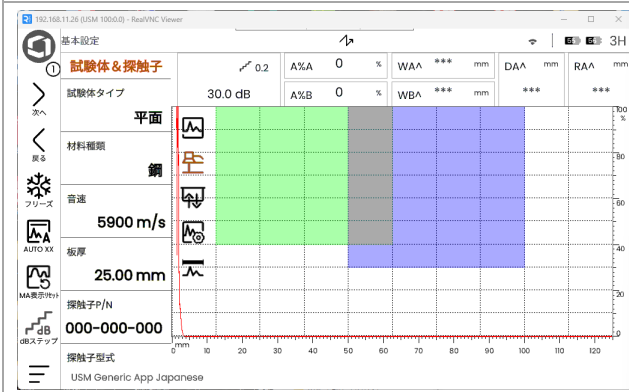 192.168.11.26 (USM 100:0.0) - RealVNC Viewer
基本設定
3H
1
試験体＆探触子
0.2
A%A 0 %
WA^ *** mm
DA^ mm
RA^ mm
試験体タイプ
平面
30.0 dB
A%B 0 %
WB^ *** mm
***
***
次へ
戻る
フリーズ
AUTO XX
MA表示リセット
dB
dBステップ
材料種類
鋼
音速
5900 m/s
板厚
25.00 mm
探触子P/N
000-000-000
探触子型式
USM Generic App Japanese
100
%
80
60
40
20
0
mm
0 10 20 30 40 50 60 70 80 90 100 110 120